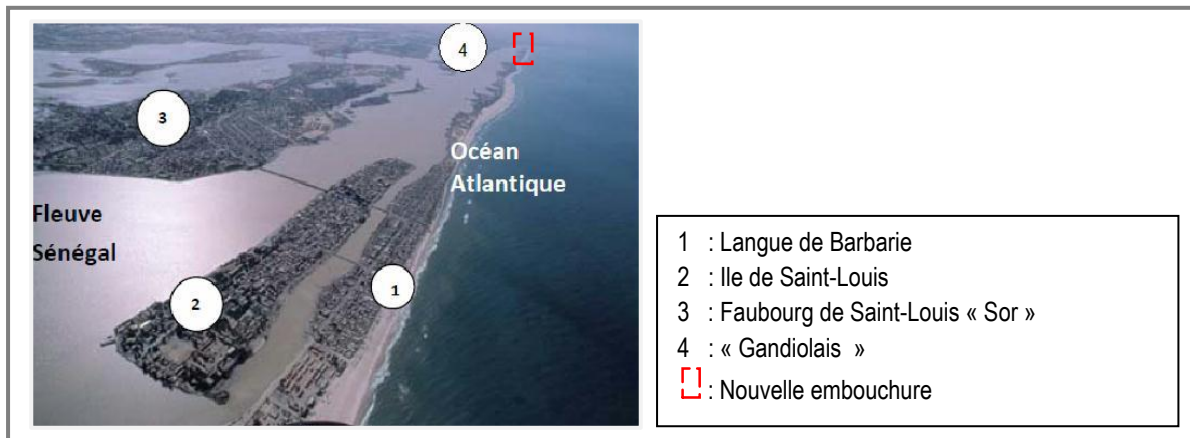 4
3
Océan
Atlantique
Fleuve
Sénégal
2
1
1 : Langue de Barbarie
2 : Ile de Saint-Louis
3 : Faubourg de Saint-Louis « Sor »
4 : « Gandiolais »
: Nouvelle embouchure